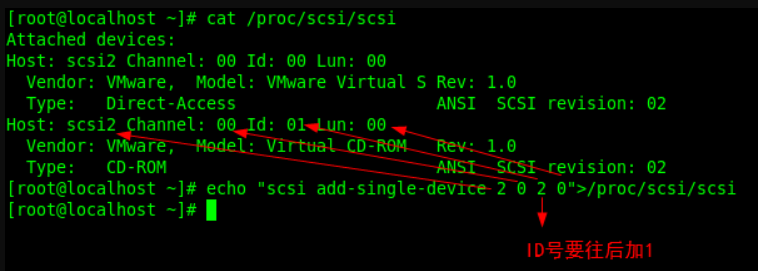 [root@localhost ~]# cat /proc/scsi/scsi
Attached devices:
Host: scsi2 Channel: 00 Id: 00 Lun: 00
  Vendor: VMware,  Model: VMware Virtual S Rev: 1.0
  Type:   Direct-Access                    ANSI  SCSI revision: 02
Host: scsi2 Channel: 00 Id: 01 Lun: 00
  Vendor: VMware,  Model: Virtual CD-ROM   Rev: 1.0
  Type:   CD-ROM                           ANSI  SCSI revision: 02
[root@localhost ~]# echo "scsi add-single-device 2 0 2 0">/proc/scsi/scsi
[root@localhost ~]#
ID号要往后加1